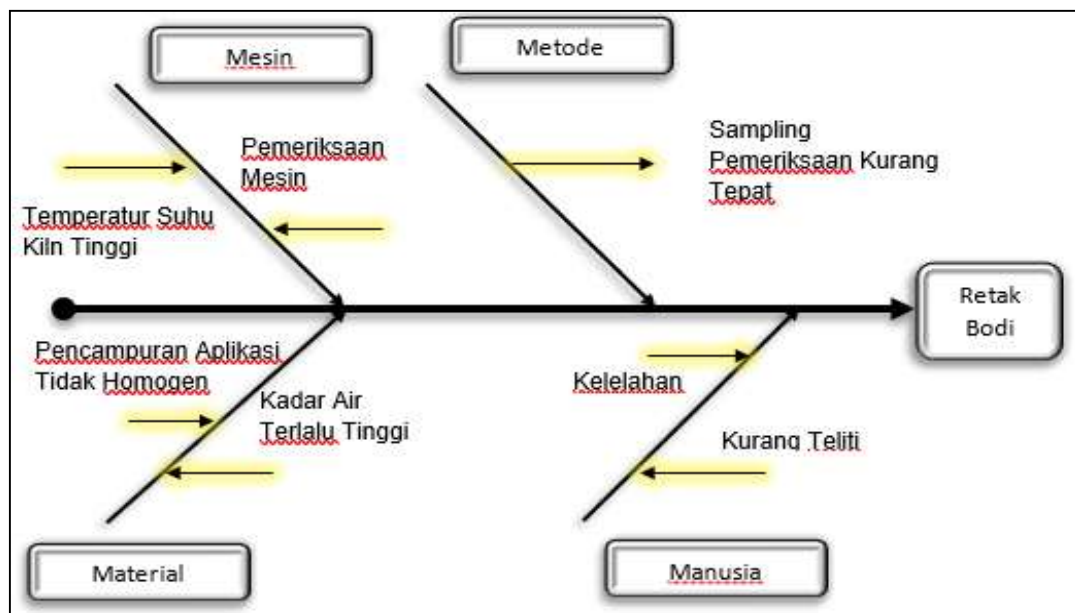 Mesin
Metode
Pemeriksaan
Mesin
Sampling
Pemeriksaan Kurang
Tepat
Temperatur Suhu
Kiln Tinggi
Retak
Bodi
Pencampuran Aplikasi
Tidak Homogen
Kadar Air
Terlalu Tinggi
Kelelahan
Kurang Teliti
Material
Manusia